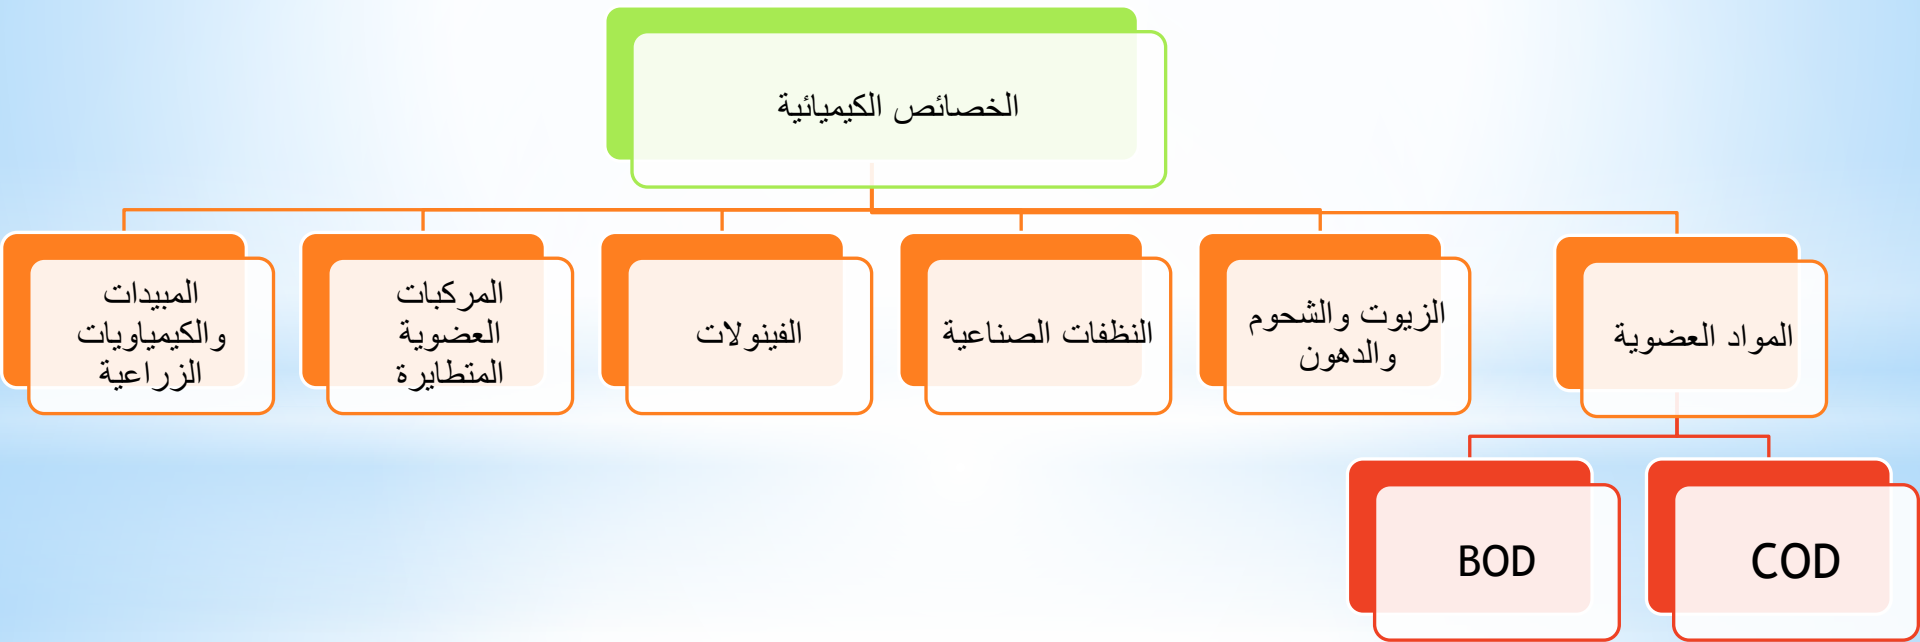 الخصائص الكيميائية
المواد العضوية
الزيوت والشحوم
والدهون
النظفات الصناعية
الفينولات
المركبات
العضوية
المتطايرة
المبيدات
والكيمياويات
الزراعية
COD
BOD